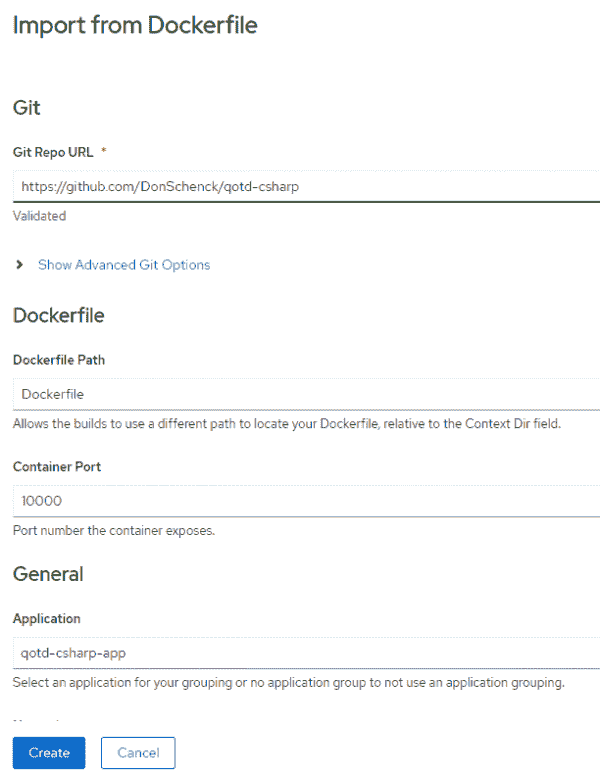 Import from Dockerfile
Git
Git Repo URL *
https://github.com/DonSchenck/qotd-csharp
Validated
Show Advanced Git Options
Dockerfile
Dockerfile Path
Dockerfile
Allows the builds to use a different path to locate your Dockerfile, relative to the Context Dir field.
Container Port
10000
Port number the container exposes.
General
Application
qotd-csharp-app
Select an application for your grouping or no application group to not use an application grouping.
Create Cancel